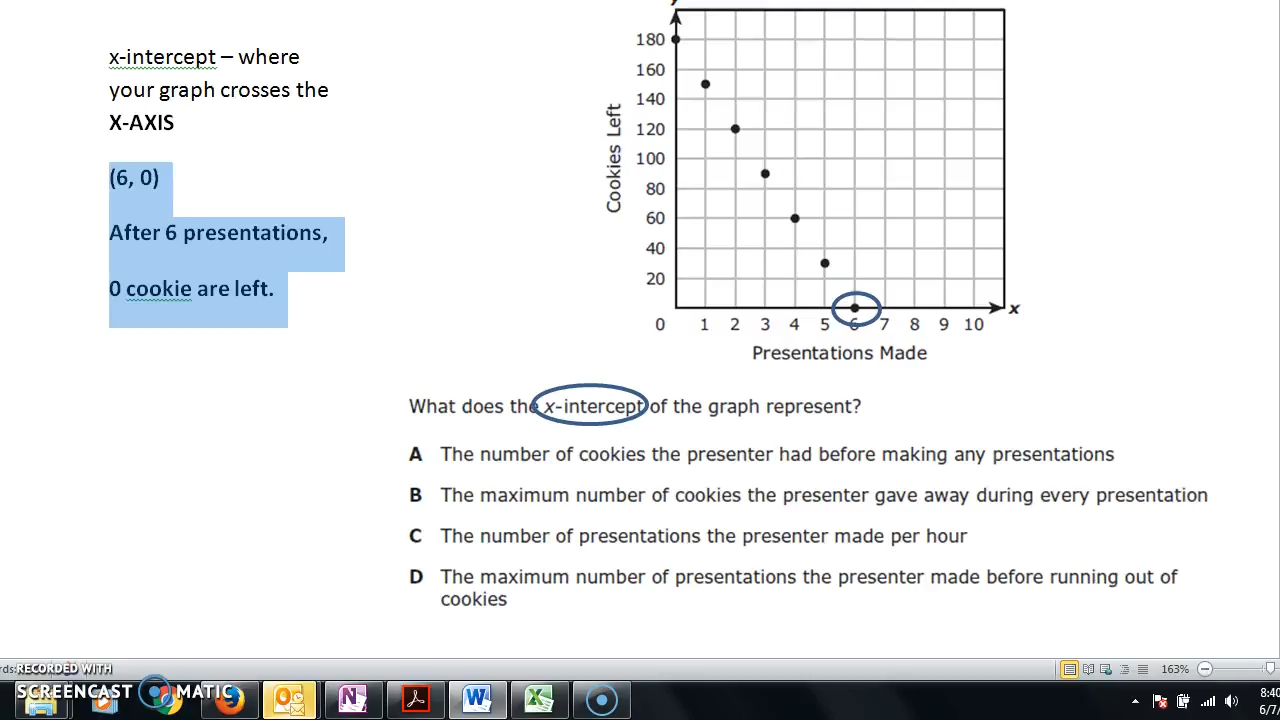 x-intercept – where
your graph crosses the
X-AXIS
(6, 0)
After 6 presentations,
0 cookie are left.
Cookies Left
180
160
140
120
100
80
60
40
20
0 1 2 3 4 5 6 7 8 9 10
x
Presentations Made
What does the x-intercept of the graph represent?
A The number of cookies the presenter had before making any presentations
B The maximum number of cookies the presenter gave away during every presentation
C The number of presentations the presenter made per hour
D The maximum number of presentations the presenter made before running out of
cookies
RECORDED WITH
SCREENCAST MATIC
163%
8:40
6/7/